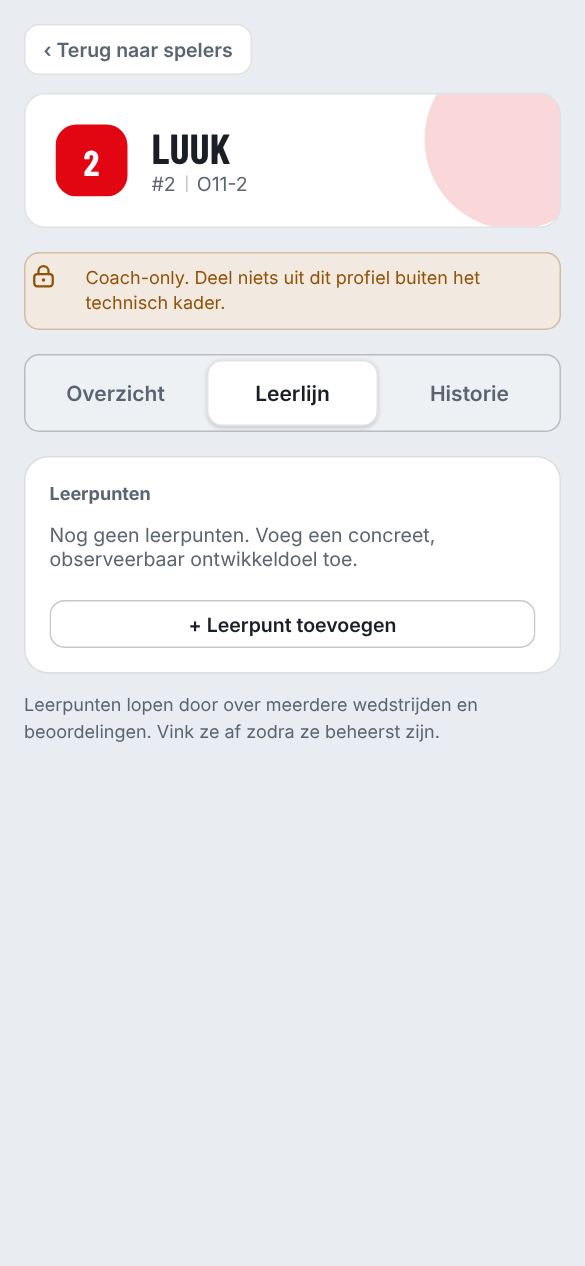 ‹ Terug naar spelers
2
LUUK
#2 | O11-2
Coach-only. Deel niets uit dit profiel buiten het
technisch kader.
Overzicht
Leerlijn
Historie
Leerpunten
Nog geen leerpunten. Voeg een concreet,
observeerbaar ontwikkeldoel toe.
+ Leerpunt toevoegen
Leerpunten lopen door over meerdere wedstrijden en
beoordelingen. Vink ze af zodra ze beheerst zijn.